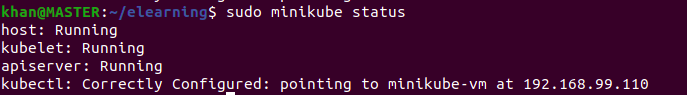 khan@MASTER:~/elearning$ sudo minikube status
host: Running
kubelet: Running
apiserver: Running
kubectl: Correctly Configured: pointing to minikube-vm at 192.168.99.110